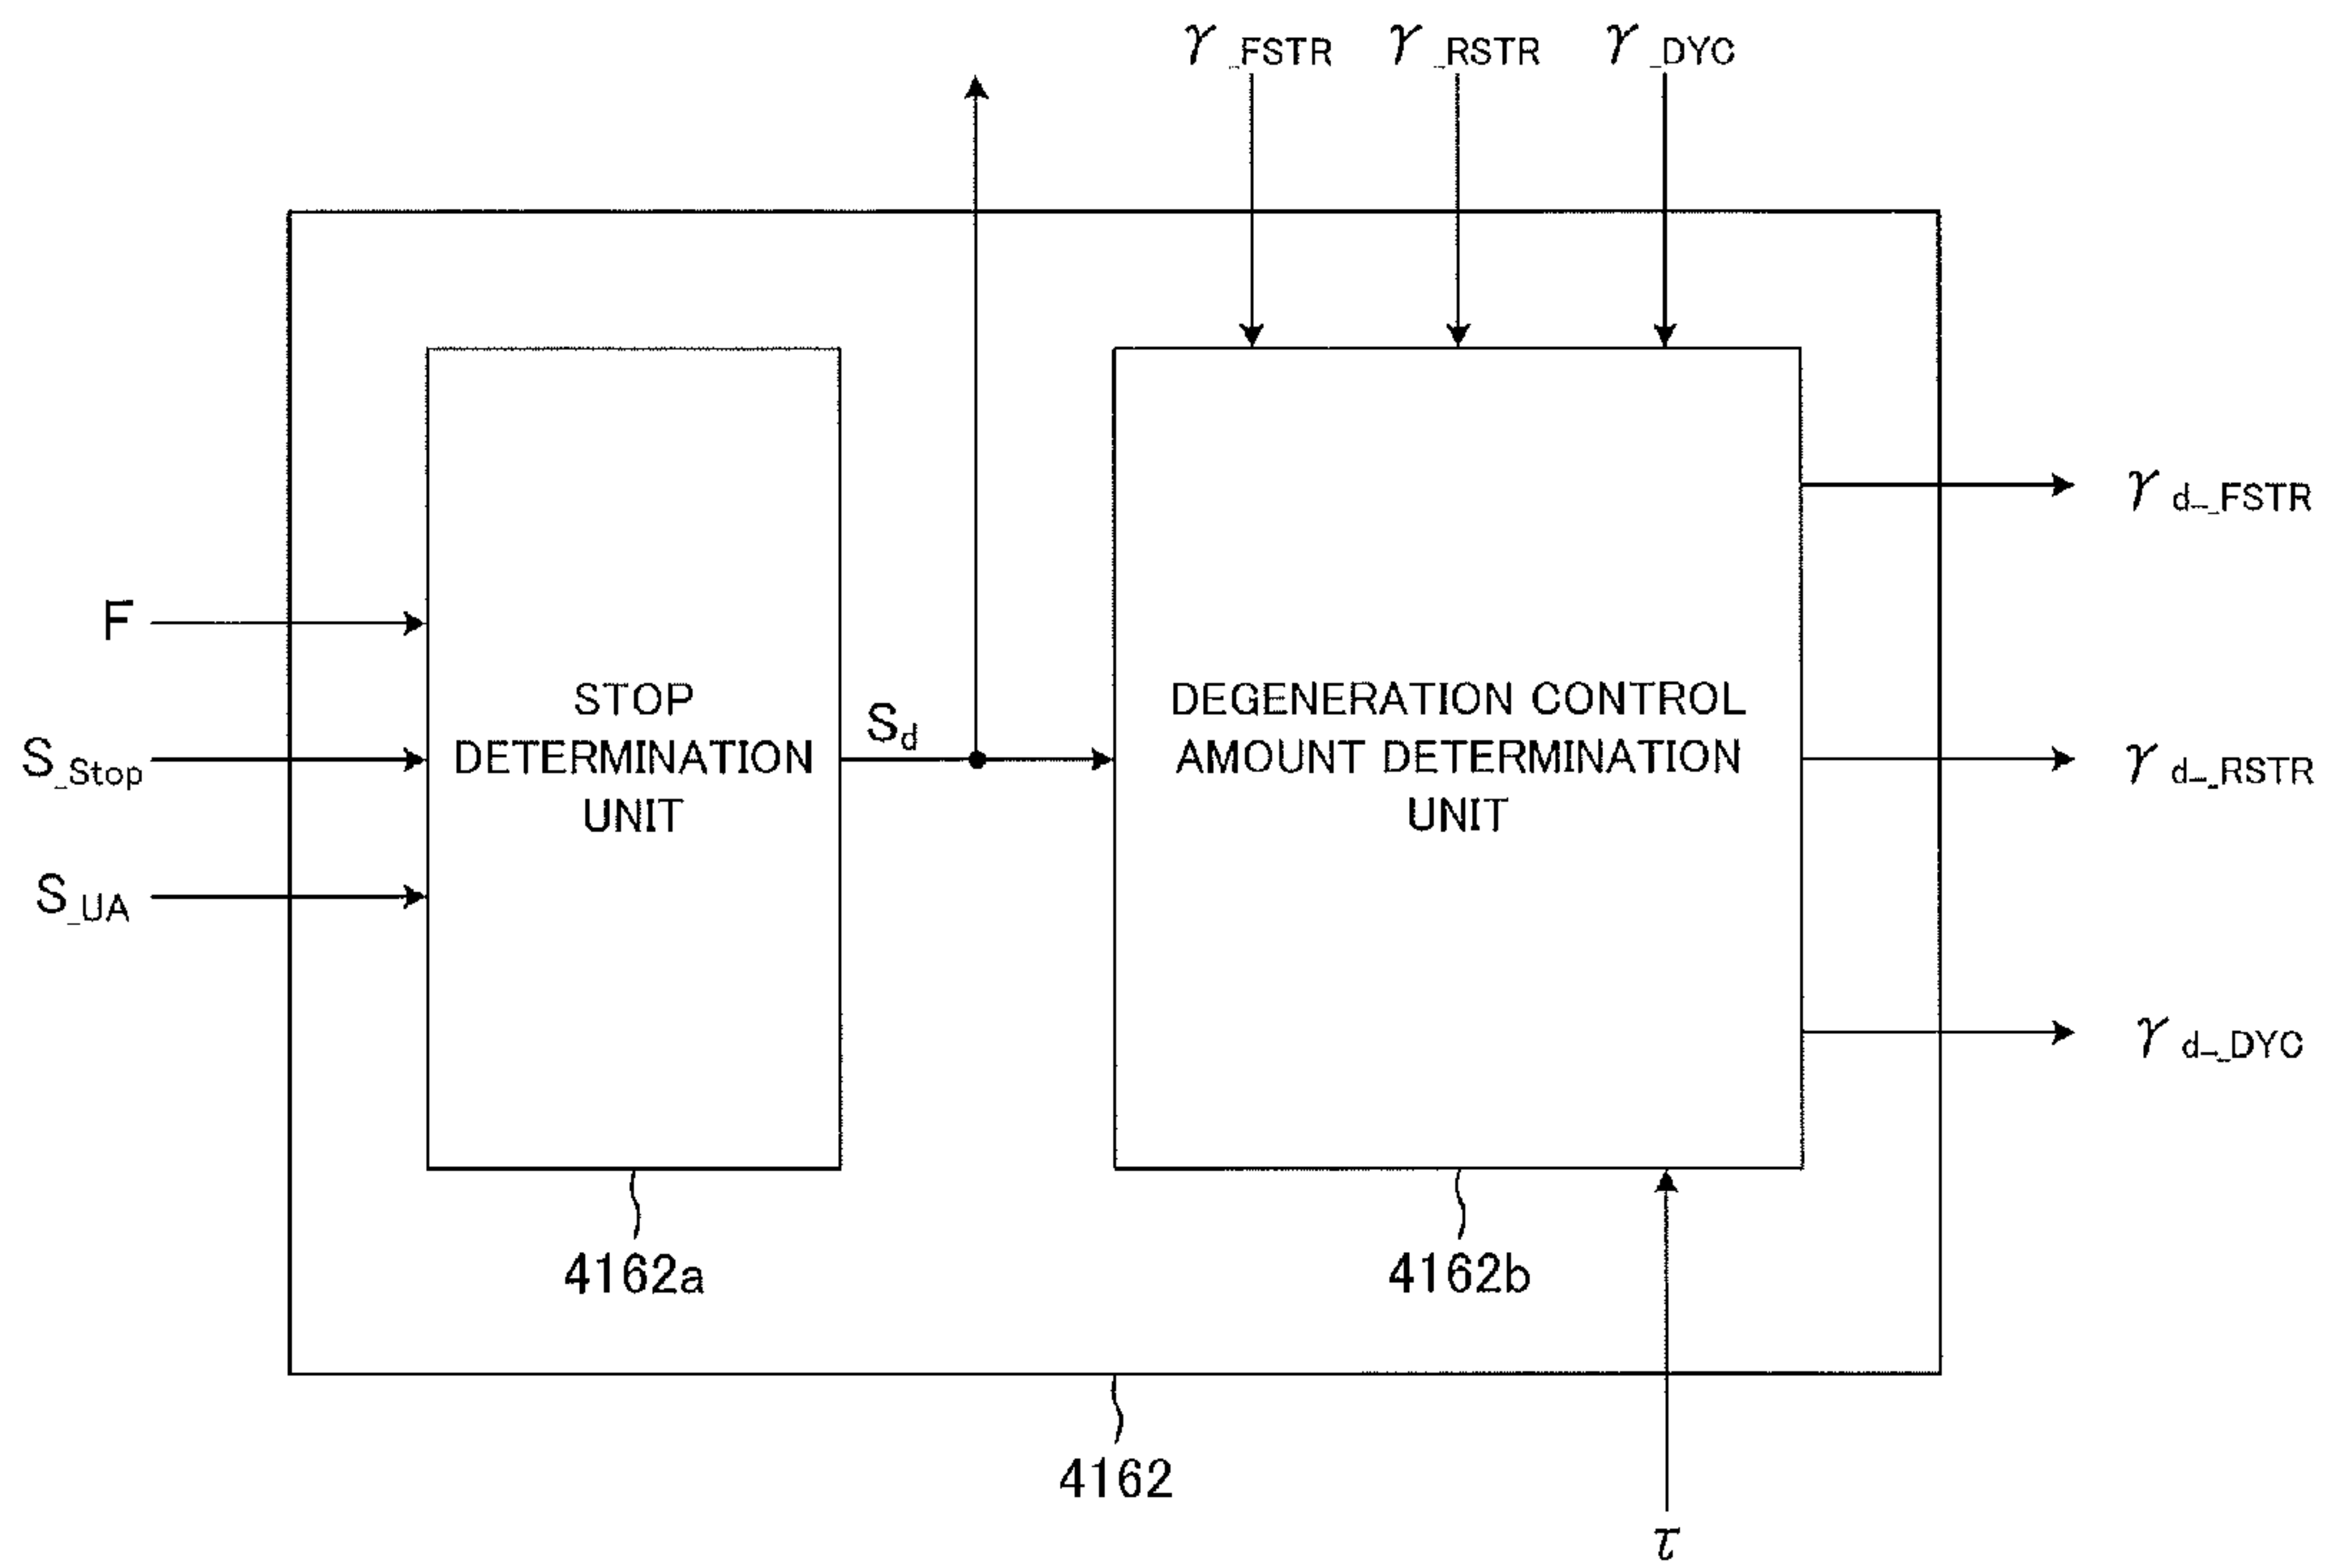 γ_FSTR γ_RSTR γ_DYC
γd-_FSTR
F
STOP
DETERMINATION
UNIT
Sd
DEGENERATION CONTROL
AMOUNT DETERMINATION
UNIT
S_Stop
γd-_RSTR
S_UA
γd-_DYC
4162a
4162b
4162
τ